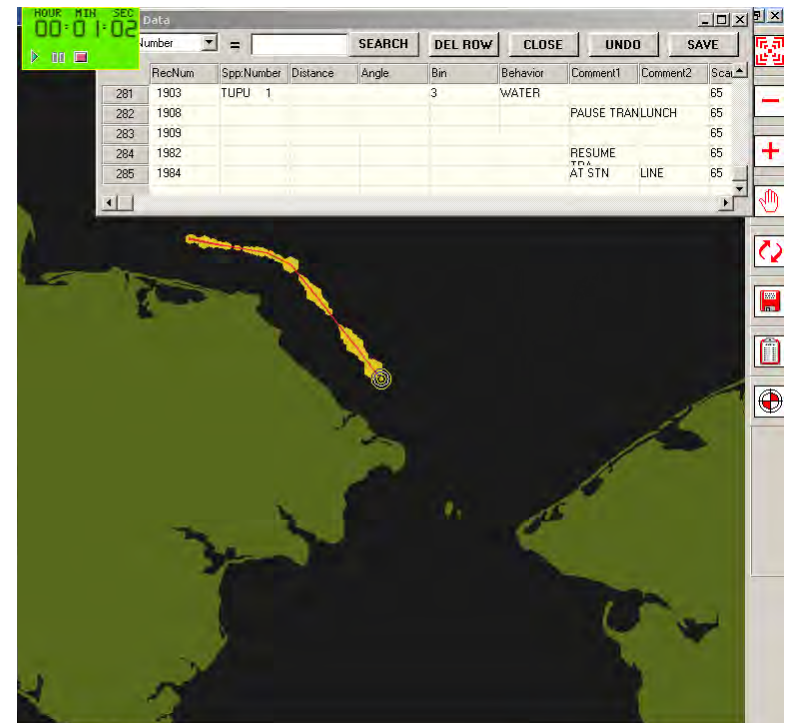 HOUR MIN SEC
00:01:02
Data
Number = SEARCH DEL ROW CLOSE UNDO SAVE
RecNum Spp:Number Distance Angle Bin Behavior Comment1 Comment2
281 1903 TUPU 1 3 WATER 65
282 1908 PAUSE TRANLUNCH 65
283 1909 65
284 1982 RESUME 65
285 1984 AT STN LINE 65